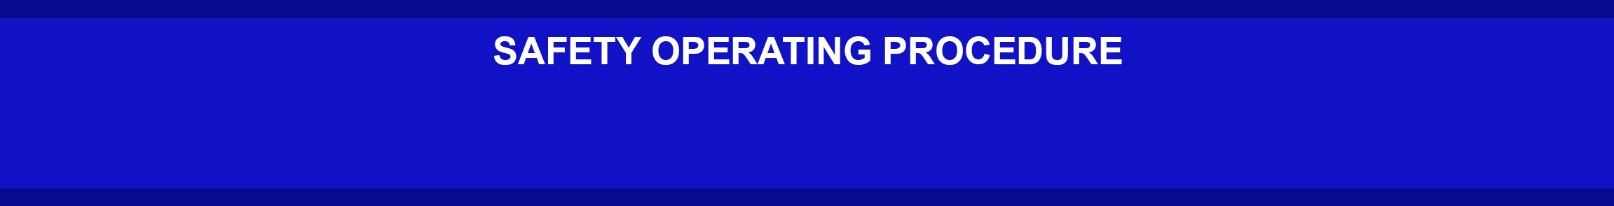 SAFETY OPERATING PROCEDURE